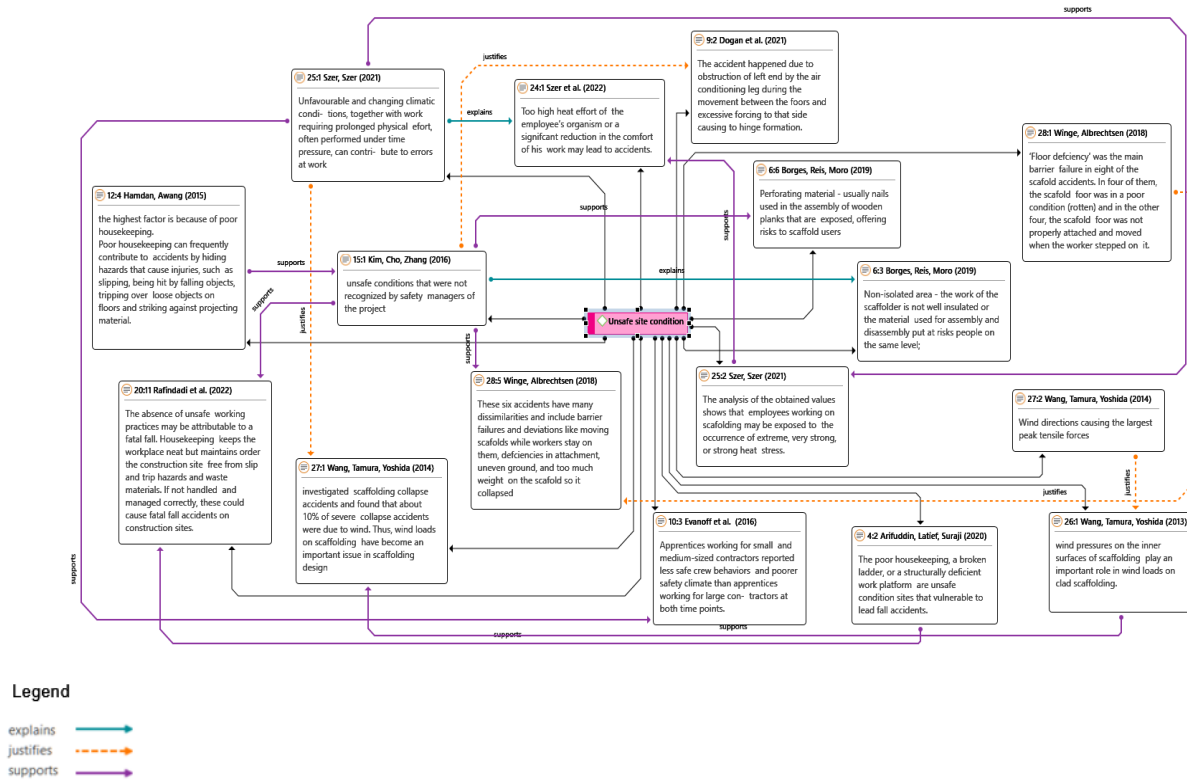 supports
9:2 Dogan et al. (2021)
The accident happened due to
obstruction of left end by the air
conditioning leg during the
movement between the foors and
excessive forcing to that side
causing to hinge formation.
justifies
25:1 Szer, Szer (2021)
Unfavourable and changing climatic
condi- tions, together with work
requiring prolonged physical efort,
often performed under time
pressure, can contri- bute to errors
at work
explains
24:1 Szer et al. (2022)
Too high heat effort of the
employee's organism or a
signifcant reduction in the comfort
of his work may lead to accidents.
28:1 Winge, Albrechtsen (2018)
'Floor defciency' was the main
barrier failure in eight of the
scafold accidents. In four of them,
the scafold foor was in a poor
condition (rotten) and in the other
four, the scafold foor was not
properly attached and moved
when the worker stepped on it.
6:6 Borges, Reis, Moro (2019)
Perforating material - usually nails
used in the assembly of wooden
planks that are exposed, offering
risks to scaffold users
supports
supports
12:4 Hamdan, Awang (2015)
the highest factor is because of poor
housekeeping.
Poor housekeeping can frequently
contribute to accidents by hiding
hazards that cause injuries, such as
slipping, being hit by falling objects,
tripping over loose objects on
floors and striking against projecting
material.
supports
15:1 Kim, Cho, Zhang (2016)
unsafe conditions that were not
recognized by safety managers of
the project
explains
6:3 Borges, Reis, Moro (2019)
Non-isolated area - the work of the
scaffolder is not well insulated or
the material used for assembly and
disassembly put at risks people on
the same level;
supports
justifies
Unsafe site condition
supports
20:11 Rafindadi et al. (2022)
The absence of unsafe working
practices may be attributable to a
fatal fall. Housekeeping keeps the
workplace neat but maintains order
the construction site free from slip
and trip hazards and waste
materials. If not handled and
managed correctly, these could
cause fatal fall accidents on
construction sites.
28:5 Winge, Albrechtsen (2018)
These six accidents have many
dissimilarities and include barrier
failures and deviations like moving
scafolds while workers stay on
them, defciencies in attachment,
uneven ground, and too much
weight on the scafold so it
collapsed
25:2 Szer, Szer (2021)
The analysis of the obtained values
shows that employees working on
scafolding may be exposed to the
occurrence of extreme, very strong,
or strong heat stress.
27:2 Wang, Tamura, Yoshida (2014)
Wind directions causing the largest
peak tensile forces
27:1 Wang, Tamura, Yoshida (2014)
investigated scaffolding collapse
accidents and found that about
10% of severe collapse accidents
were due to wind. Thus, wind loads
on scaffolding have become an
important issue in scaffolding
design
justifies
justifies
10:3 Evanoff et al. (2016)
Apprentices working for small and
medium-sized contractors reported
less safe crew behaviors and poorer
safety climate than apprentices
working for large con- tractors at
both time points.
4:2 Arifuddin, Latief, Suraji (2020)
The poor housekeeping, a broken
ladder, or a structurally deficient
work platform are unsafe
condition sites that vulnerable to
lead fall accidents.
26:1 Wang, Tamura, Yoshida (2013)
wind pressures on the inner
surfaces of scaffolding play an
important role in wind loads on
clad scaffolding.
supports
supports
supports
Legend
explains
justifies
supports